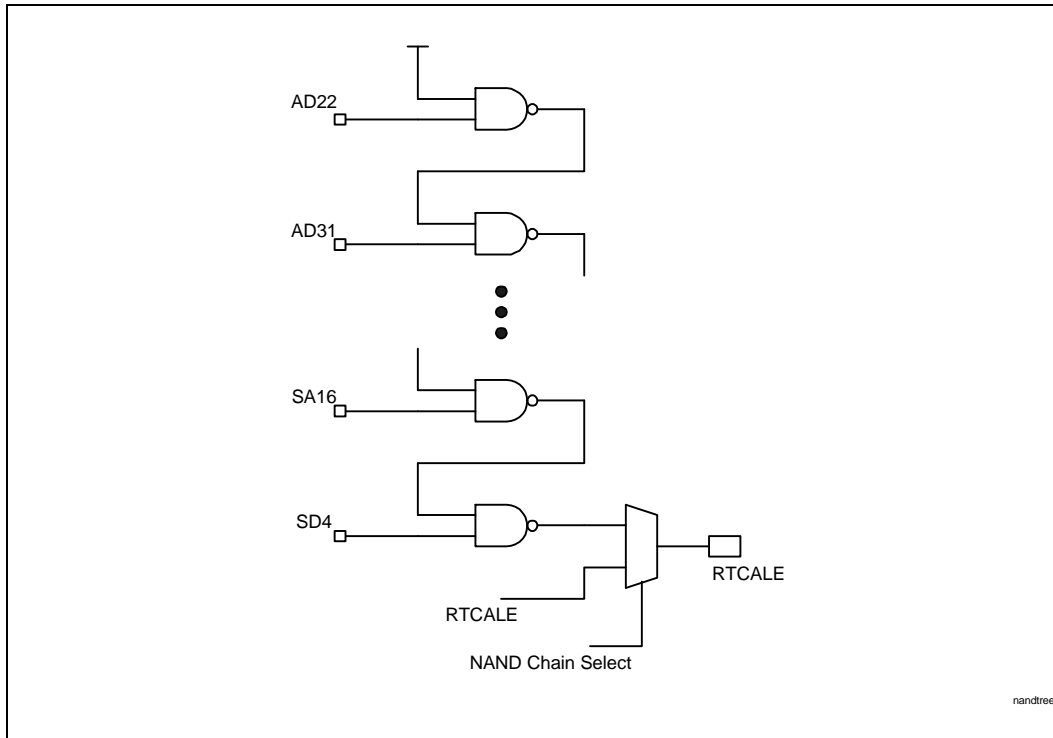 AD22
AD31
SA16
SD4
RTCALE
RTCALE
NAND Chain Select
nandtree